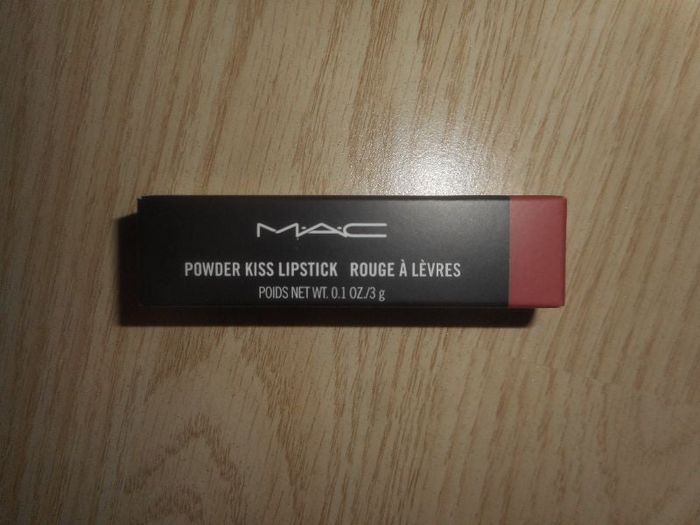 M·A·C
POWDER KISS LIPSTICK ROUGE À LÈVRES
POIDS NET WT. 0.1 OZ./3 g